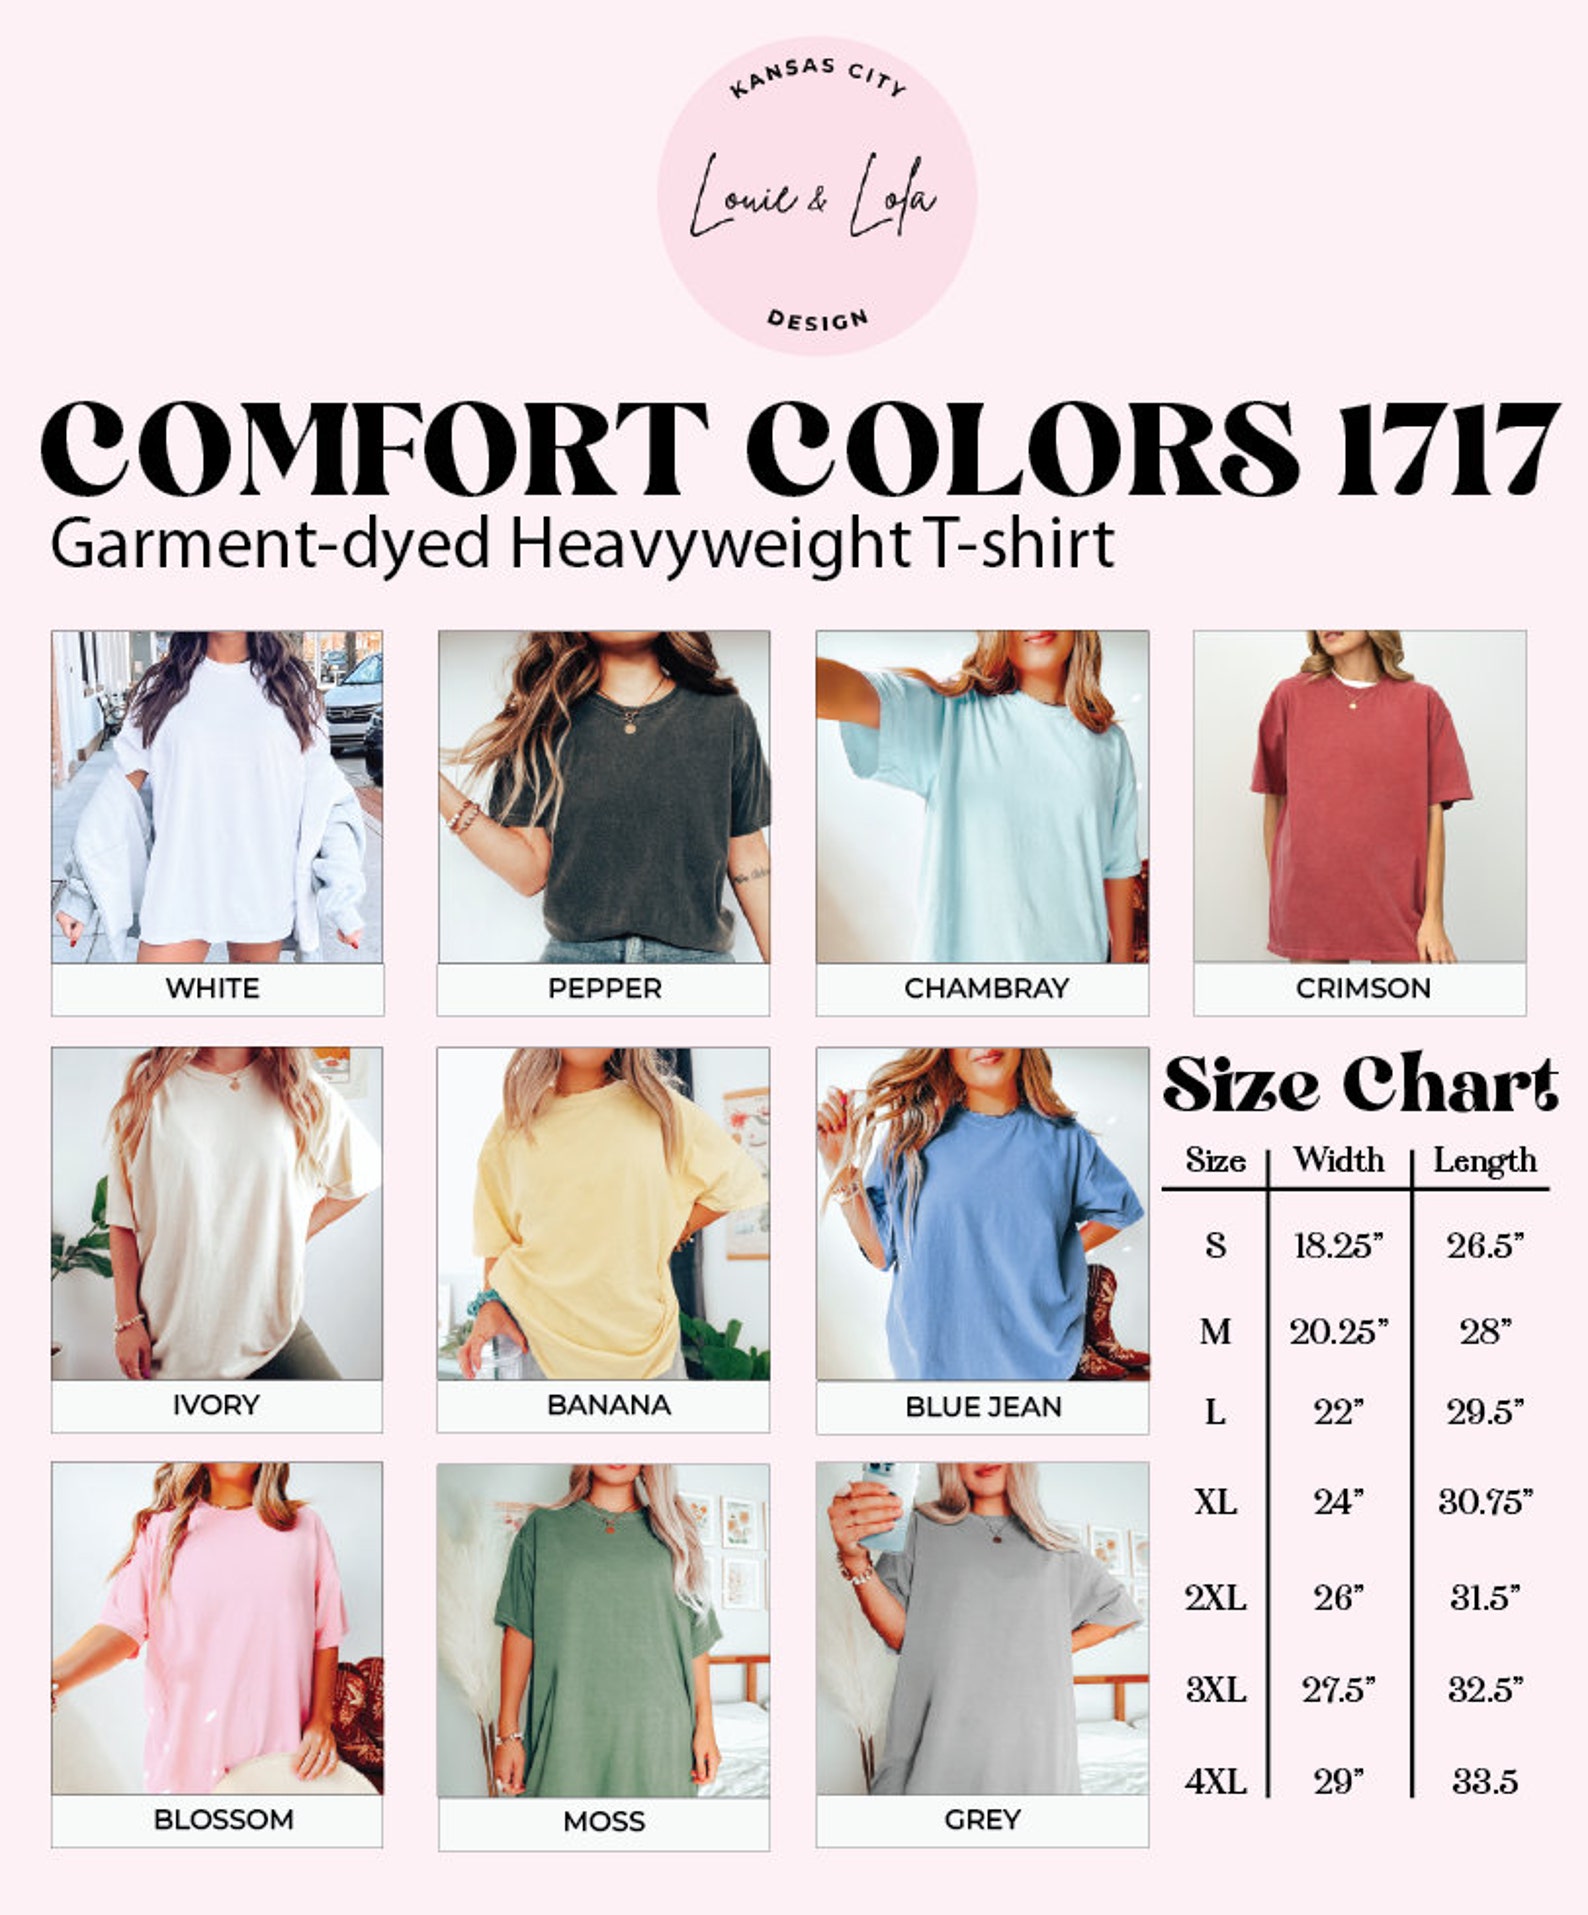 KANSAS CITY
Louie & Lola
DESIGN
COMFORT COLORS 1717
Garment-dyed Heavyweight T-shirt
WHITE
PEPPER
CHAMBRAY
CRIMSON
IVORY
BANANA
BLUE JEAN
BLOSSOM
MOSS
GREY
Size Chart
Size Width Length
S 18.25" 26.5"
M 20.25" 28"
L 22" 29.5"
XL 24" 30.75"
2XL 26" 31.5"
3XL 27.5" 32.5"
4XL 29" 33.5